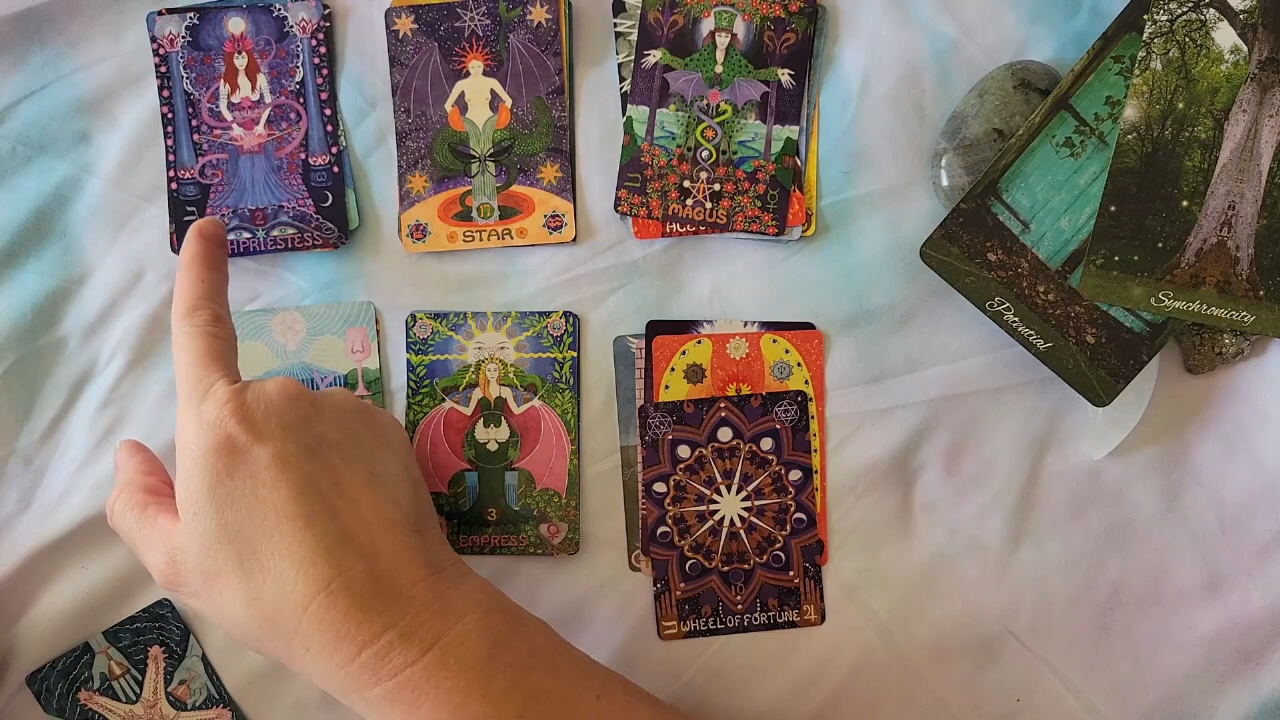 2
HPRIESTESS
17
STAR
MAGUS
Potential
Synchronicity
3
EMPRESS
10
WHEEL OF FORTUNE